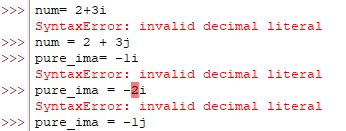 >>> num= 2+3i
SyntaxError: invalid decimal literal
>>> num = 2 + 3j
>>> pure_ima= -1i
SyntaxError: invalid decimal literal
>>> pure_ima = -2i
SyntaxError: invalid decimal literal
>>> pure_ima = -1j